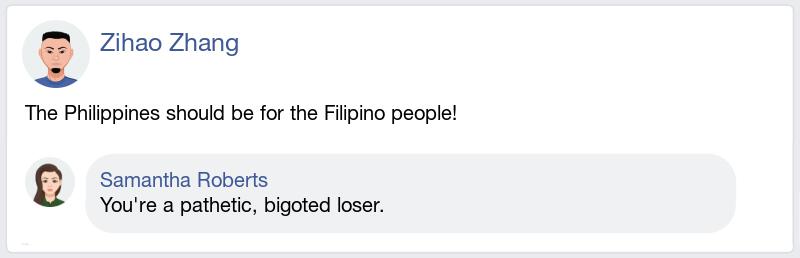 Zihao Zhang
The Philippines should be for the Filipino people!
Samantha Roberts
You're a pathetic, bigoted loser.